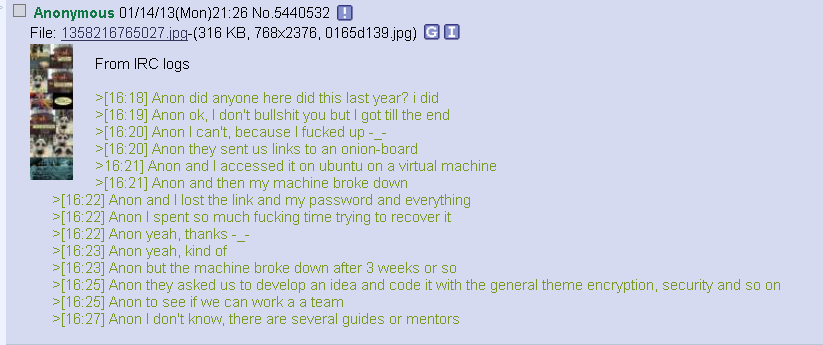 Anonymous 01/14/13(Mon)21:26 No.5440532 !
File: 1358216765027.jpg-(316 KB, 768x2376, 0165d139.jpg) G I
From IRC logs
>[16:18] Anon did anyone here did this last year? i did
>[16:19] Anon ok, I don't bullshit you but I got till the end
>[16:20] Anon I can't, because I fucked up -_-
>[16:20] Anon they sent us links to an onion-board
>16:21] Anon and I accessed it on ubuntu on a virtual machine
>[16:21] Anon and then my machine broke down
>[16:22] Anon and I lost the link and my password and everything
>[16:22] Anon I spent so much fucking time trying to recover it
>[16:22] Anon yeah, thanks -_-
>[16:23] Anon yeah, kind of
>[16:23] Anon but the machine broke down after 3 weeks or so
>[16:25] Anon they asked us to develop an idea and code it with the general theme encryption, security and so on
>[16:25] Anon to see if we can work a a team
>[16:27] Anon I don't know, there are several guides or mentors